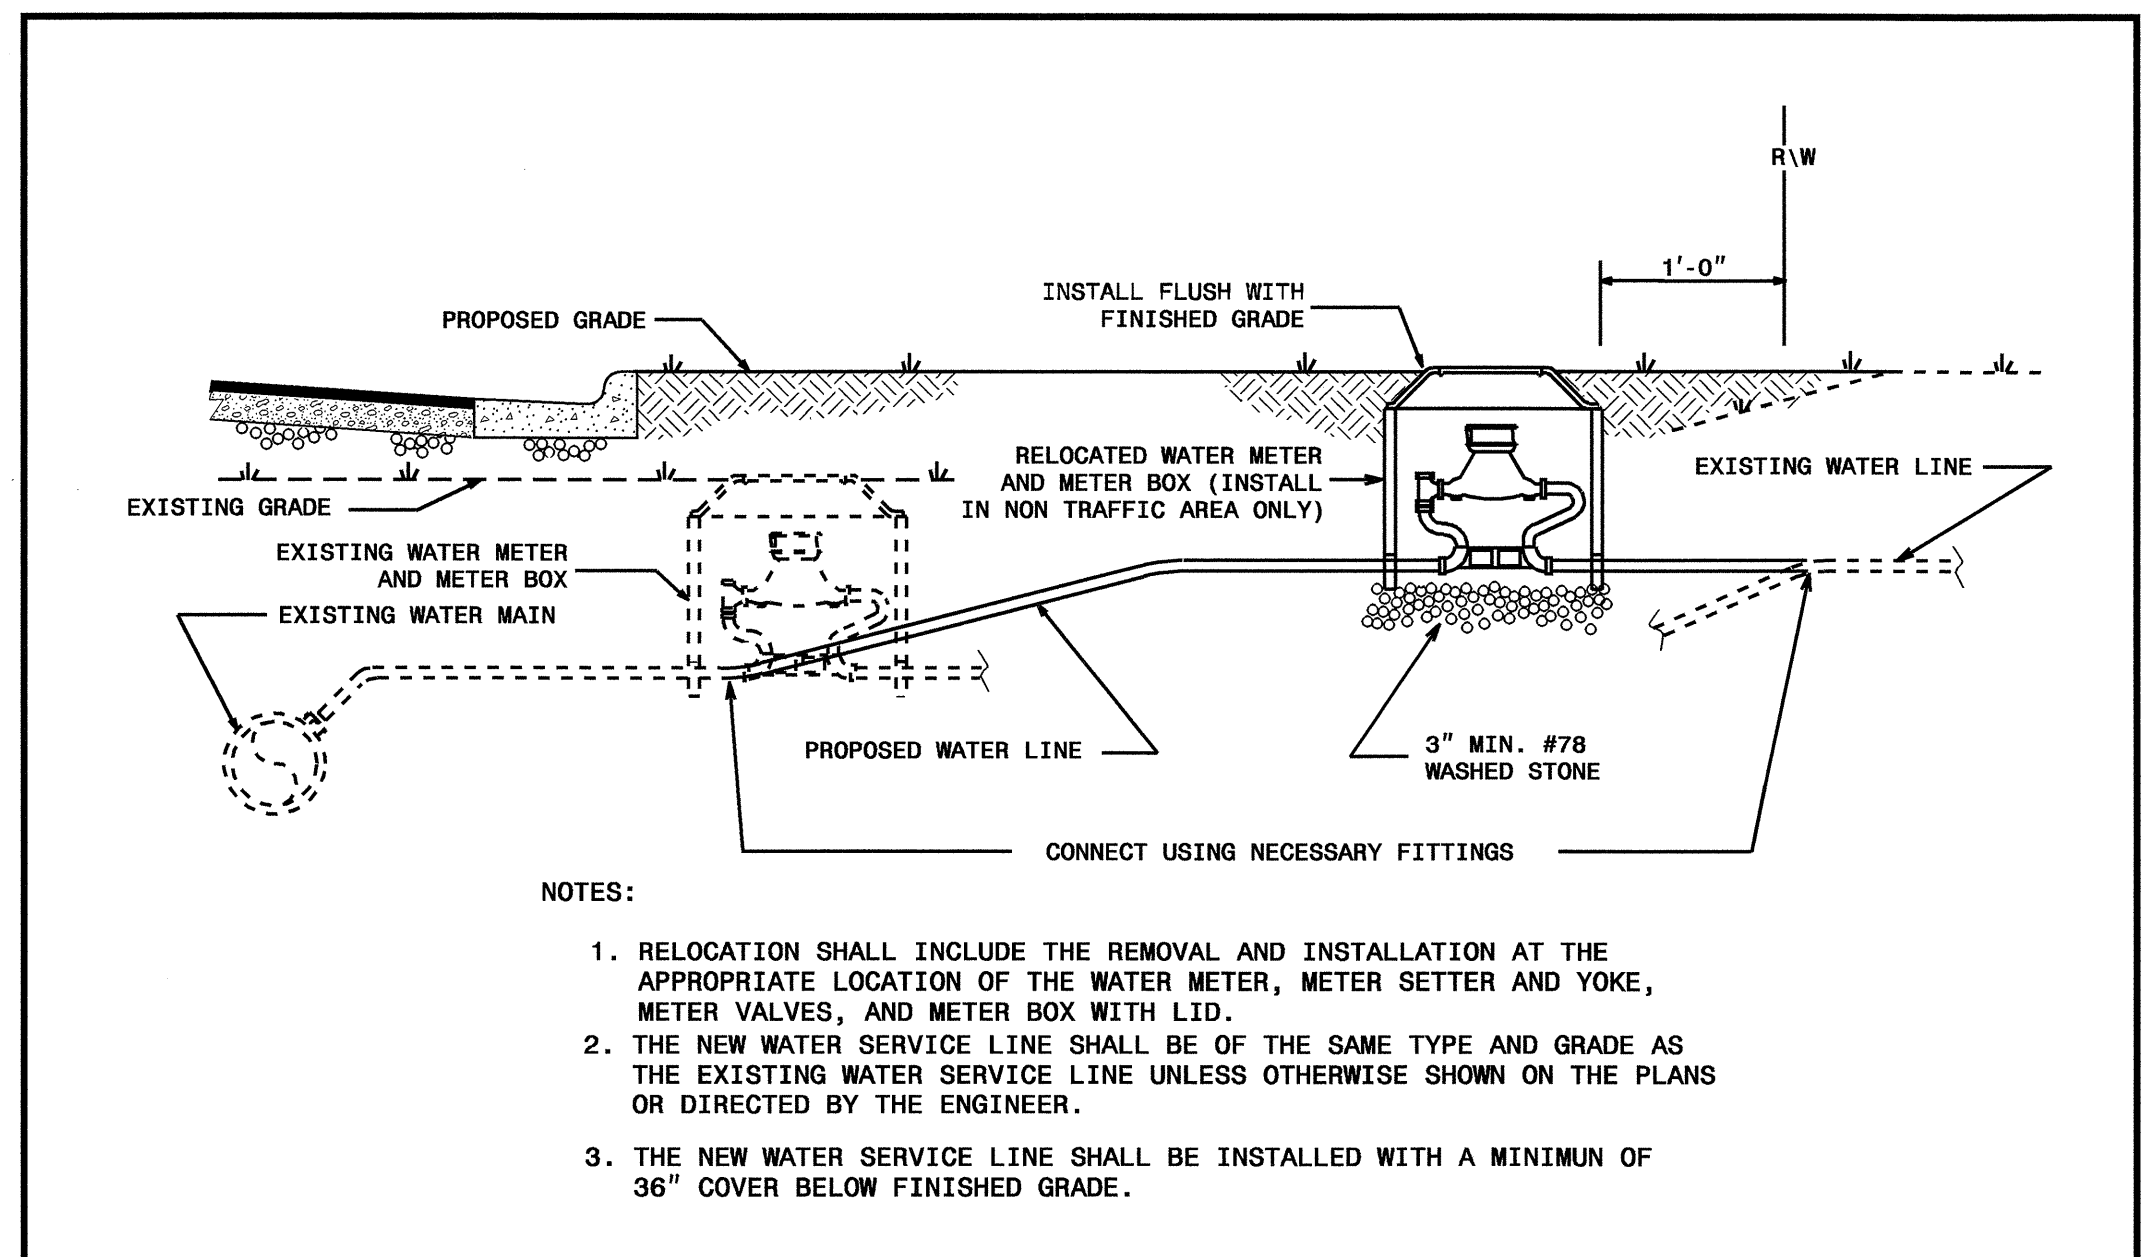 R\W
1'-0"
INSTALL FLUSH WITH
FINISHED GRADE
PROPOSED GRADE
RELOCATED WATER METER
AND METER BOX (INSTALL
IN NON TRAFFIC AREA ONLY)
EXISTING WATER LINE
EXISTING GRADE
EXISTING WATER METER
AND METER BOX
EXISTING WATER MAIN
PROPOSED WATER LINE
3" MIN. #78
WASHED STONE
CONNECT USING NECESSARY FITTINGS
NOTES:
1. RELOCATION SHALL INCLUDE THE REMOVAL AND INSTALLATION AT THE
APPROPRIATE LOCATION OF THE WATER METER, METER SETTER AND YOKE,
METER VALVES, AND METER BOX WITH LID.
2. THE NEW WATER SERVICE LINE SHALL BE OF THE SAME TYPE AND GRADE AS
THE EXISTING WATER SERVICE LINE UNLESS OTHERWISE SHOWN ON THE PLANS
OR DIRECTED BY THE ENGINEER.
3. THE NEW WATER SERVICE LINE SHALL BE INSTALLED WITH A MINIMUN OF
36" COVER BELOW FINISHED GRADE.